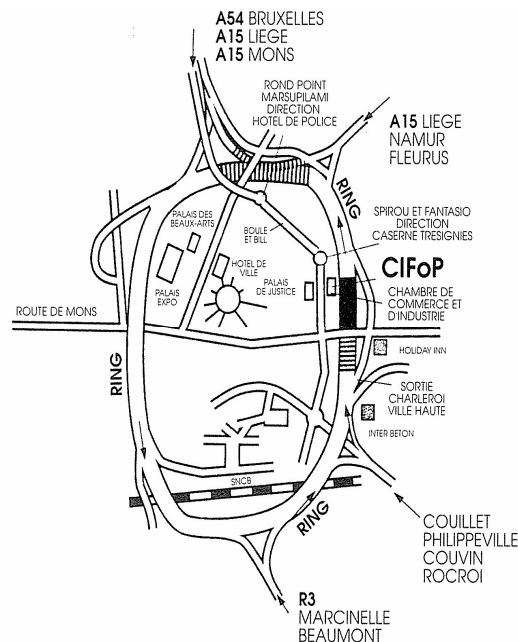 A54 BRUXELLES
A15 LIEGE
A15 MONS
ROND POINT
MARSUPILAMI
DIRECTION
HOTEL DE POLICE
A15 LIEGE
NAMUR
FLEURUS
RING
PALAIS DES
BEAUX-ARTS
BOULE
ET BILL
SPIROU ET FANTASIO
DIRECTION
CASERNE TRESIGNIES
CIFoP
HOTEL DE
VILLE
PALAIS
DE JUSTICE
PALAIS
EXPO
CHAMBRE DE
COMMERCE ET
D'INDUSTRIE
ROUTE DE MONS
HOLIDAY INN
RING
SORTIE
CHARLEROI
VILLE HAUTE
INTER BETON
SNCB
RING
COUILLET
PHILIPPEVILLE
COUVIN
ROCROI
R3
MARCINELLE
BEAUMONT